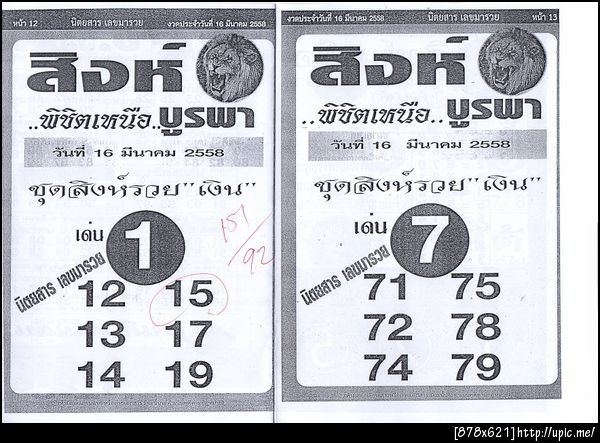 หน้า 12 นิตยสาร เลขมารวย งวดประจำวันที่ 16 มีนาคม 2558
สิงห์
..พิชิตเหนือ..บูรพา
วันที่ 16 มีนาคม 2558
ชุดสิงห์รวย"เงิน"
เด่น 1
151/92
นิตยสาร เลขมารวย
12 15
13 17
14 19
งวดประจำวันที่ 16 มีนาคม 2558 นิตยสาร เลขมารวย หน้า 13
สิงห์
..พิชิตเหนือ..บูรพา
วันที่ 16 มีนาคม 2558
ชุดสิงห์รวย"เงิน"
เด่น 7
นิตยสาร เลขมารวย
71 75
72 78
74 79
[878x621]http://upic.me/